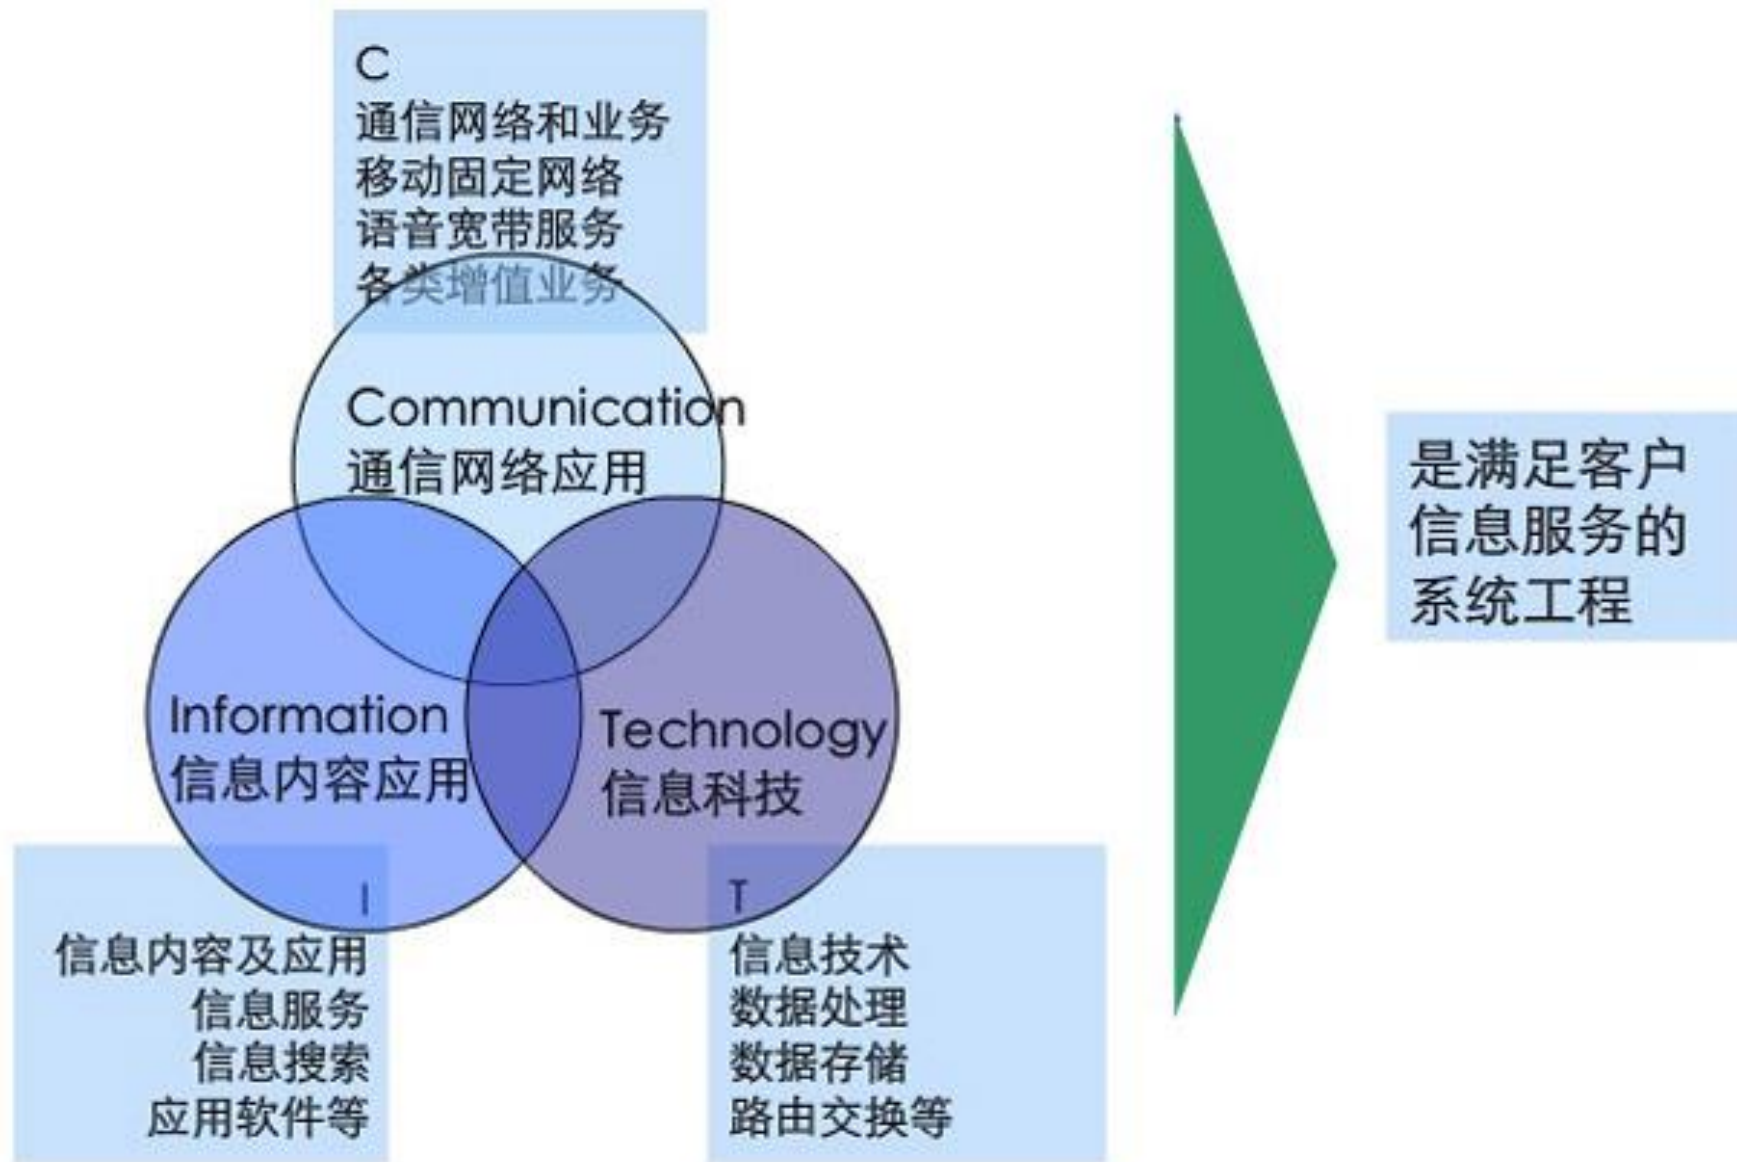 C
通信网络和业务
移动固定网络
语音宽带服务
各类增值业务
Communication
通信网络应用
Information
信息内容应用
Technology
信息科技
I
信息内容及应用
信息服务
信息搜索
应用软件等
T
信息技术
数据处理
数据存储
路由交换等
是满足客户
信息服务的
系统工程